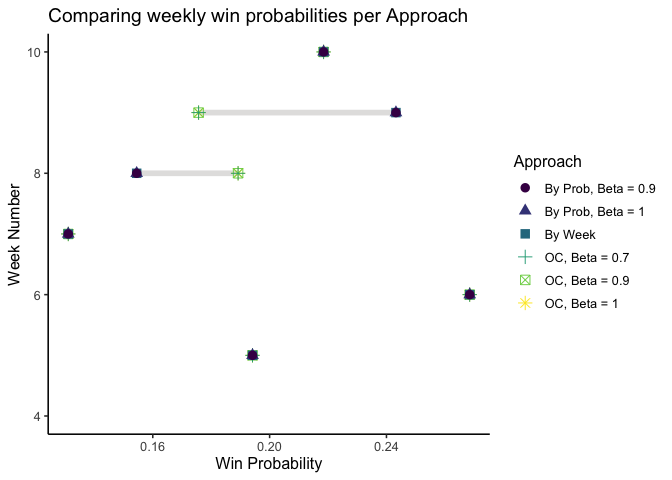 Comparing weekly win probabilities per Approach
Week Number
10
8
6
4
0.16 0.20 0.24
Win Probability
Approach
By Prob, Beta = 0.9
By Prob, Beta = 1
By Week
OC, Beta = 0.7
OC, Beta = 0.9
OC, Beta = 1